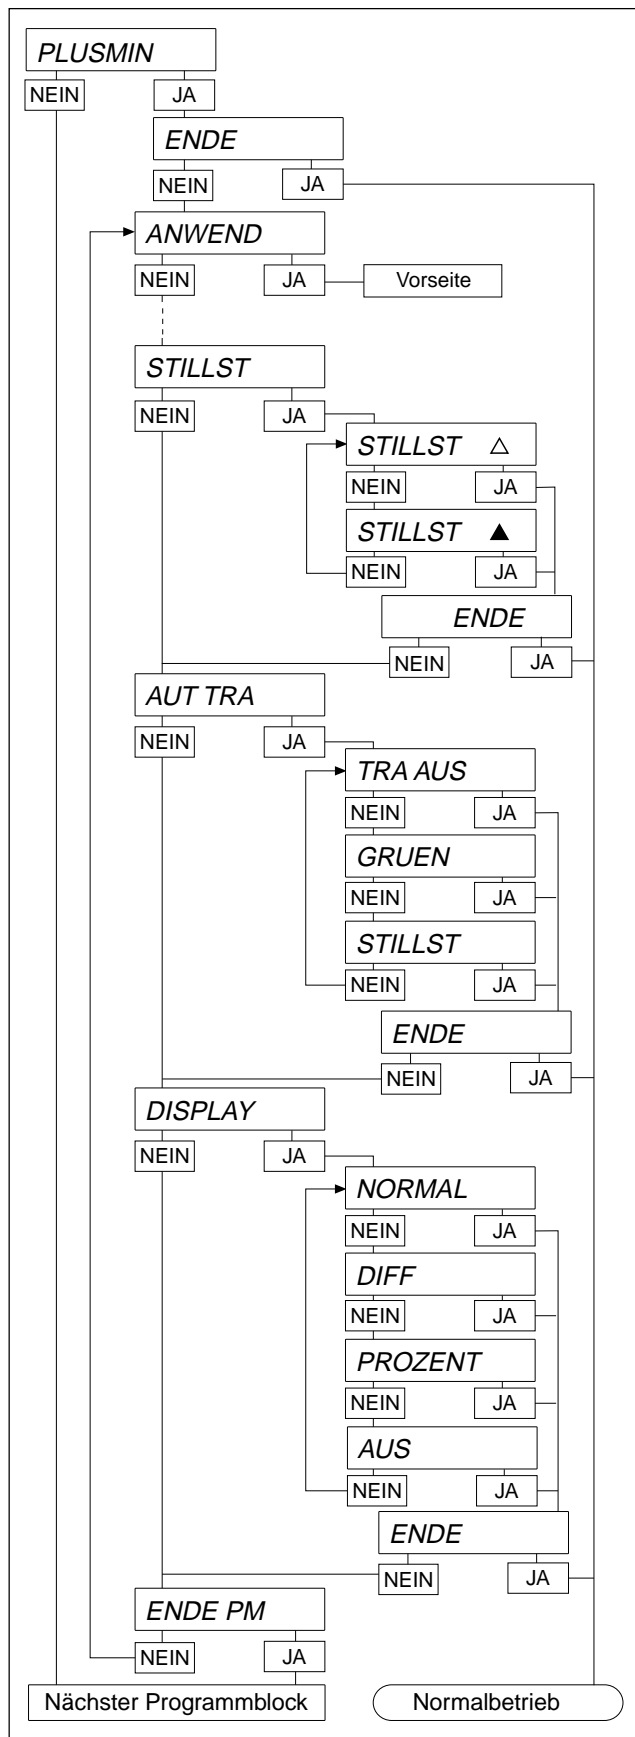 PLUSMIN
NEIN JA
ENDE
NEIN JA
ANWEND
NEIN JA Vorseite
STILLST
NEIN JA
STILLST △
NEIN JA
STILLST ▲
NEIN JA
ENDE
NEIN JA
AUT TRA
NEIN JA
TRA AUS
NEIN JA
GRUEN
NEIN JA
STILLST
NEIN JA
ENDE
NEIN JA
DISPLAY
NEIN JA
NORMAL
NEIN JA
DIFF
NEIN JA
PROZENT
NEIN JA
AUS
NEIN JA
ENDE
NEIN JA
ENDE PM
NEIN JA
Nächster Programmblock Normalbetrieb